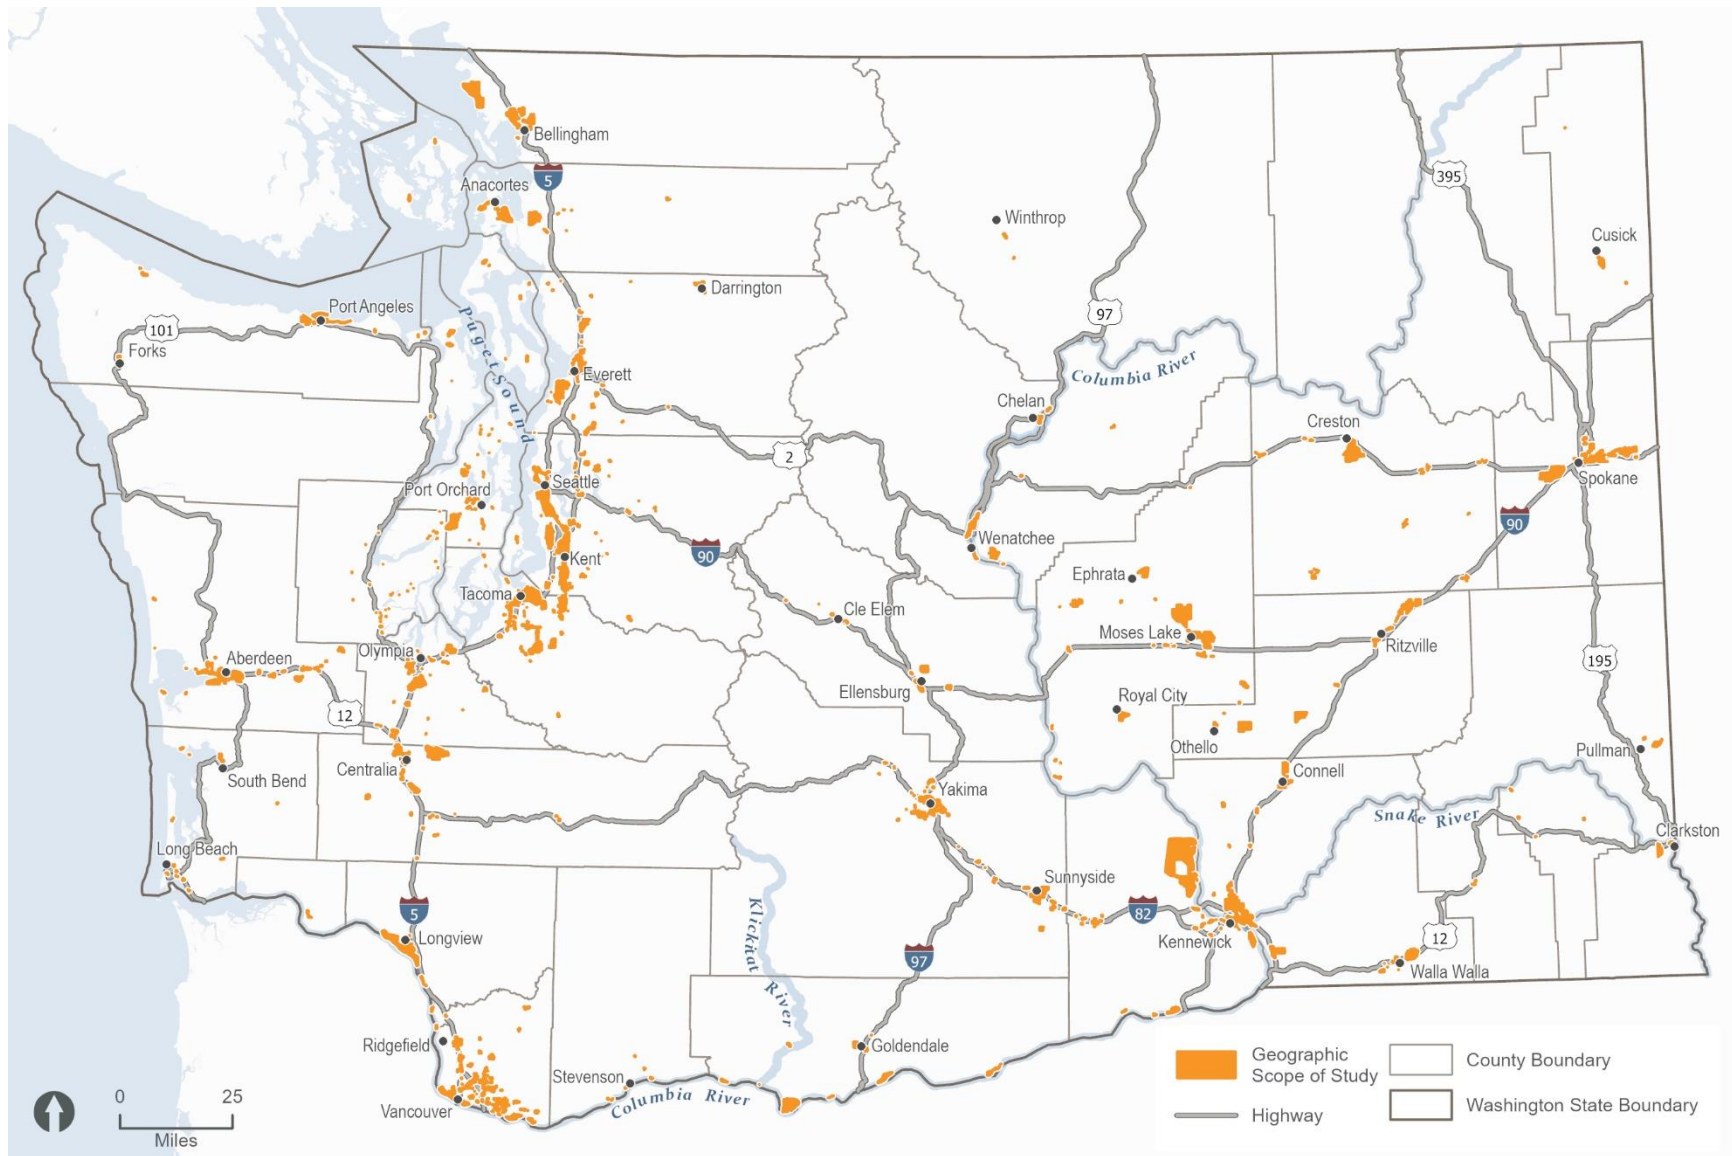 Bellingham
5
Anacortes
395
Winthrop
Cusick
Darrington
Port Angeles
101
97
Forks
Puget Sound
Everett
Columbia River
Chelan
Creston
2
Seattle
Port Orchard
Spokane
90
Wenatchee
90
Kent
Ephrata
Tacoma
Cle Elem
Moses Lake
Ritzville
Olympia
Aberdeen
195
Ellensburg
Royal City
12
Othello
Pullman
Centralia
Connell
South Bend
Yakima
Snake River
Clarkston
Long Beach
Sunnyside
Klickitat River
5
82
Longview
Kennewick
12
97
Walla Walla
Ridgefield
Goldendale
Stevenson
Columbia River
Vancouver
0 25
Miles
Geographic
Scope of Study
County Boundary
Highway
Washington State Boundary